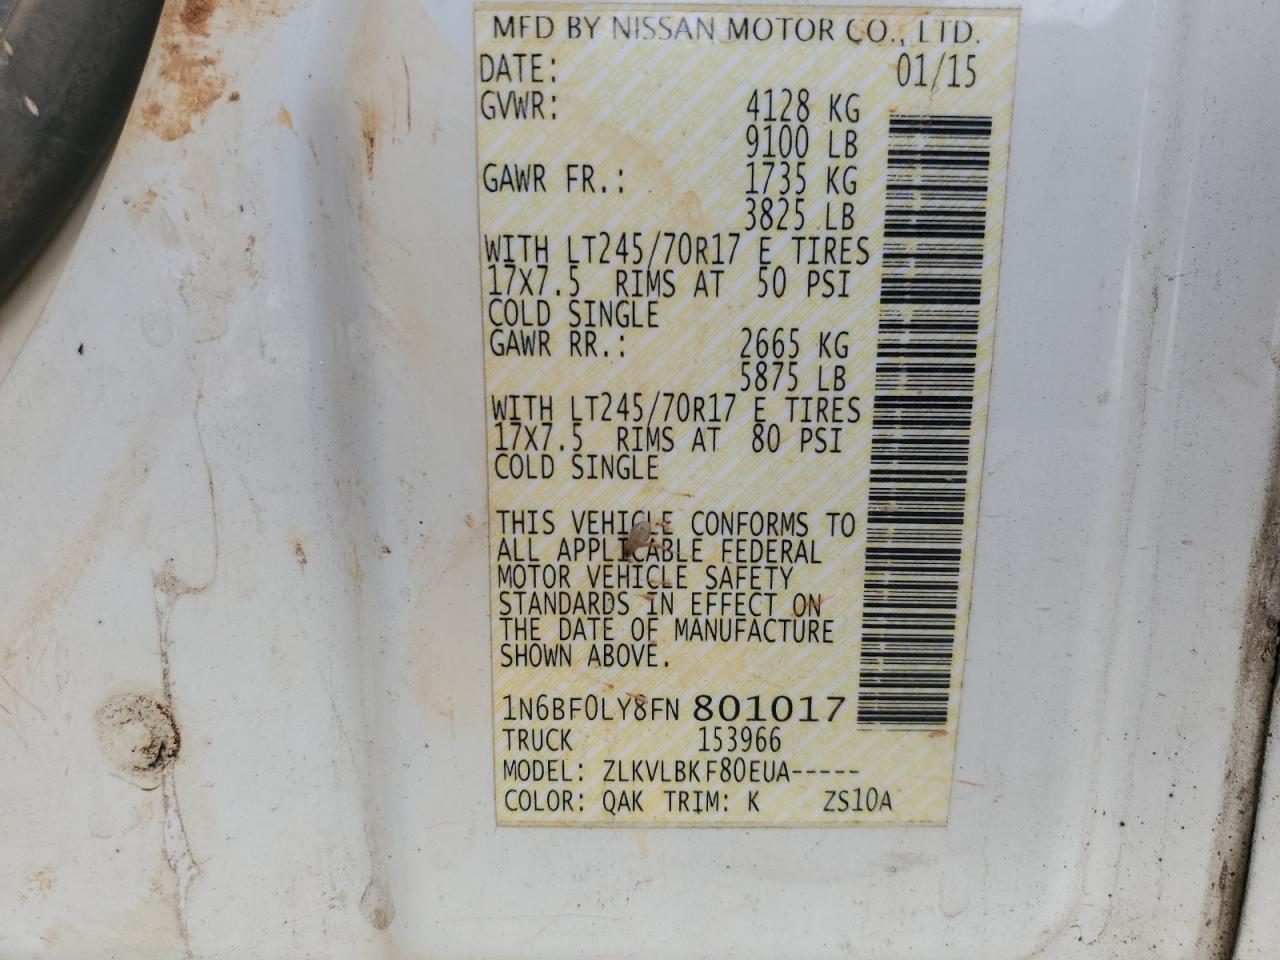 MFD BY NISSAN MOTOR CO., LTD.
DATE: 01/15
GVWR: 4128 KG
9100 LB
GAWR FR.: 1735 KG
3825 LB
WITH LT245/70R17 E TIRES
17X7.5 RIMS AT 50 PSI
COLD SINGLE
GAWR RR.: 2665 KG
5875 LB
WITH LT245/70R17 E TIRES
17X7.5 RIMS AT 80 PSI
COLD SINGLE
THIS VEHICLE CONFORMS TO
ALL APPLICABLE FEDERAL
MOTOR VEHICLE SAFETY
STANDARDS IN EFFECT ON
THE DATE OF MANUFACTURE
SHOWN ABOVE.
1N6BF0LY8FN 801017
TRUCK 153966
MODEL: ZLKVLBKF80EUA-----
COLOR: QAK TRIM: K ZS10A